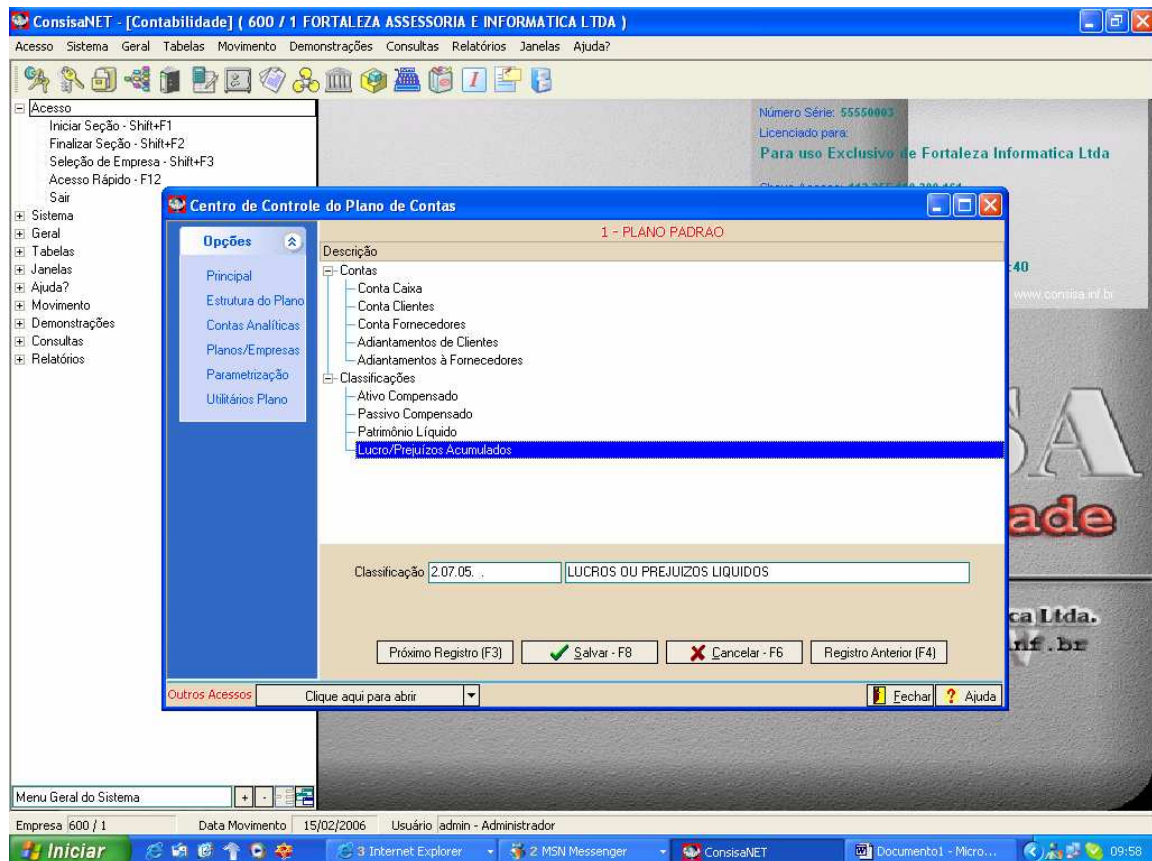 ConsisaNET - [Contabilidade] ( 600 / 1 FORTALEZA ASSESSORIA E INFORMATICA LTDA )
Acesso Sistema Geral Tabelas Movimento Demonstrações Consultas Relatórios Janelas Ajuda?
Acesso
Iniciar Seção - Shift+F1
Finalizar Seção - Shift+F2
Seleção de Empresa - Shift+F3
Acesso Rápido - F12
Sair
Sistema
Geral
Tabelas
Janelas
Ajuda?
Movimento
Demonstrações
Consultas
Relatórios
Número Série: 55550003
Licenciado para:
Para uso Exclusivo de Fortaleza Informatica Ltda
:40
www.consisa.inf.br
SA
ade
ca Ltda.
inf.br
Centro de Controle do Plano de Contas
Opções
Principal
Estrutura do Plano
Contas Analíticas
Planos/Empresas
Parametrização
Utilitários Plano
1 - PLANO PADRAO
Descrição
Contas
Conta Caixa
Conta Clientes
Conta Fornecedores
Adiantamentos de Clientes
Adiantamentos à Fornecedores
Classificações
Ativo Compensado
Passivo Compensado
Patrimônio Líquido
Lucro/Prejuízos Acumulados
Classificação 2.07.05. . LUCROS OU PREJUIZOS LIQUIDOS
Próximo Registro (F3) Salvar - F8 Cancelar - F6 Registro Anterior (F4)
Outros Acessos Clique aqui para abrir Fechar Ajuda
Menu Geral do Sistema + -
Empresa 600 / 1 Data Movimento 15/02/2006 Usuário admin - Administrador
Iniciar 3 Internet Explorer 2 MSN Messenger ConsisaNET Documento1 - Micro... 09:58